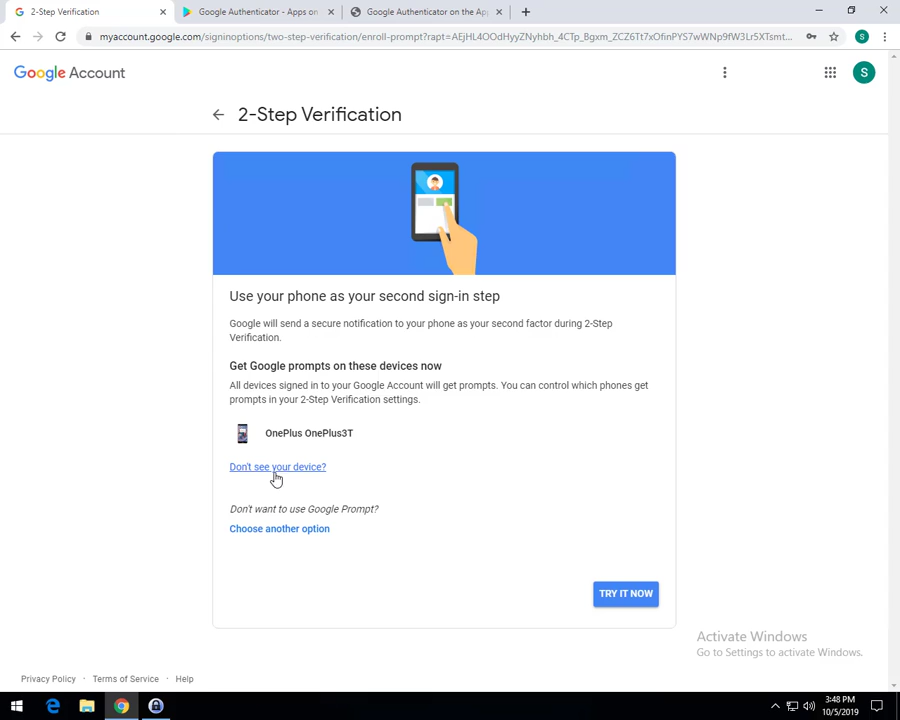 2-Step Verification
Google Authenticator - Apps on
Google Authenticator on the App
myaccount.google.com/signinoptions/two-step-verification/enroll-prompt?rapt=AEjHL4OOdHyyZNyhbh_4CTp_Bgxm_ZCZ6Tt7xOfinPYS7wWNp9fW3Lr5XTsmt...
S
Google Account
S
2-Step Verification
Use your phone as your second sign-in step
Google will send a secure notification to your phone as your second factor during 2-Step
Verification.
Get Google prompts on these devices now
All devices signed in to your Google Account will get prompts. You can control which phones get
prompts in your 2-Step Verification settings.
OnePlus OnePlus3T
Don't see your device?
Don't want to use Google Prompt?
Choose another option
TRY IT NOW
Activate Windows
Go to Settings to activate Windows.
Privacy Policy · Terms of Service · Help
3:48 PM
10/5/2019